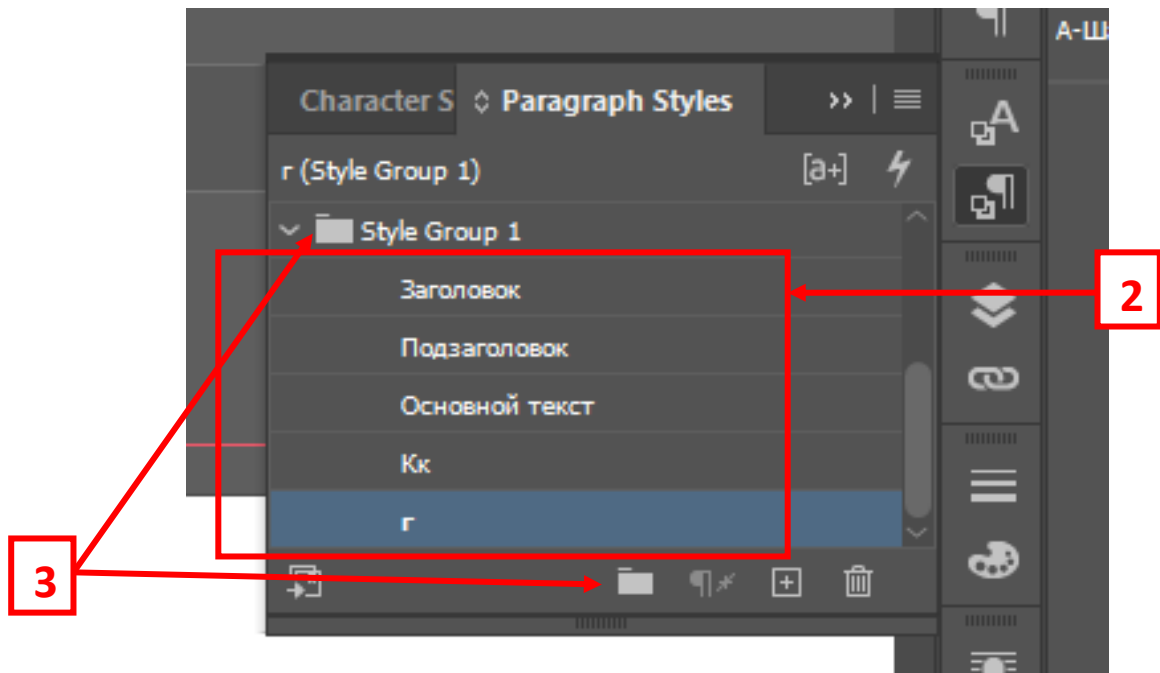 А-Ш
Character S Paragraph Styles
г (Style Group 1) [a+]
Style Group 1
Заголовок
2
Подзаголовок
Основной текст
Кк
г
3